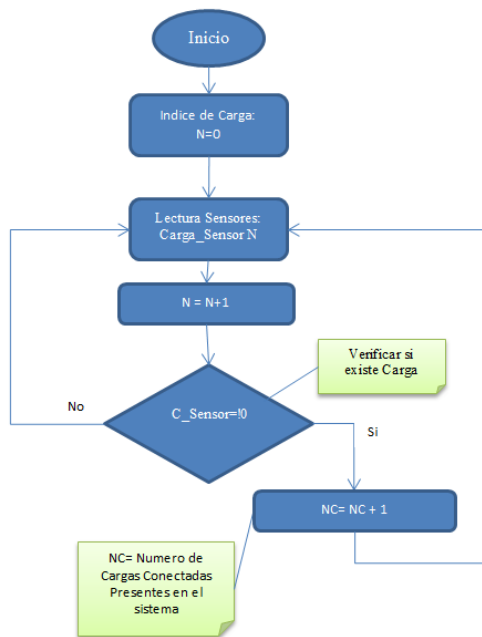 Inicio
Indice de Carga:
N=0
Lectura Sensores:
Carga_Sensor N
N = N+1
Verificar si
existe Carga
No
C_Sensor=!0
Si
NC= NC + 1
NC= Numero de
Cargas Conectadas
Presentes en el
sistema